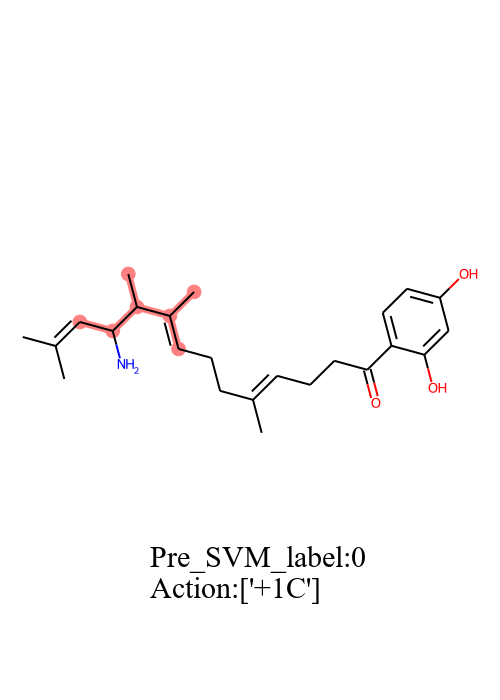 OH
NH2
OH
O
Pre_SVM_label:0
Action:['+1C']